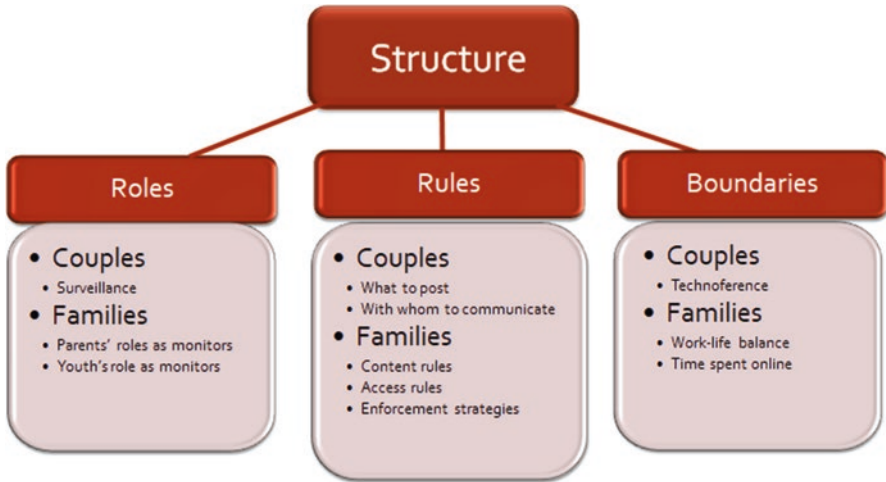 Structure
Roles
• Couples
• Surveillance
• Families
• Parents' roles as monitors
• Youth's role as monitors
Rules
• Couples
• What to post
• With whom to communicate
• Families
• Content rules
• Access rules
• Enforcement strategies
Boundaries
• Couples
• Technoference
• Families
• Work-life balance
• Time spent online